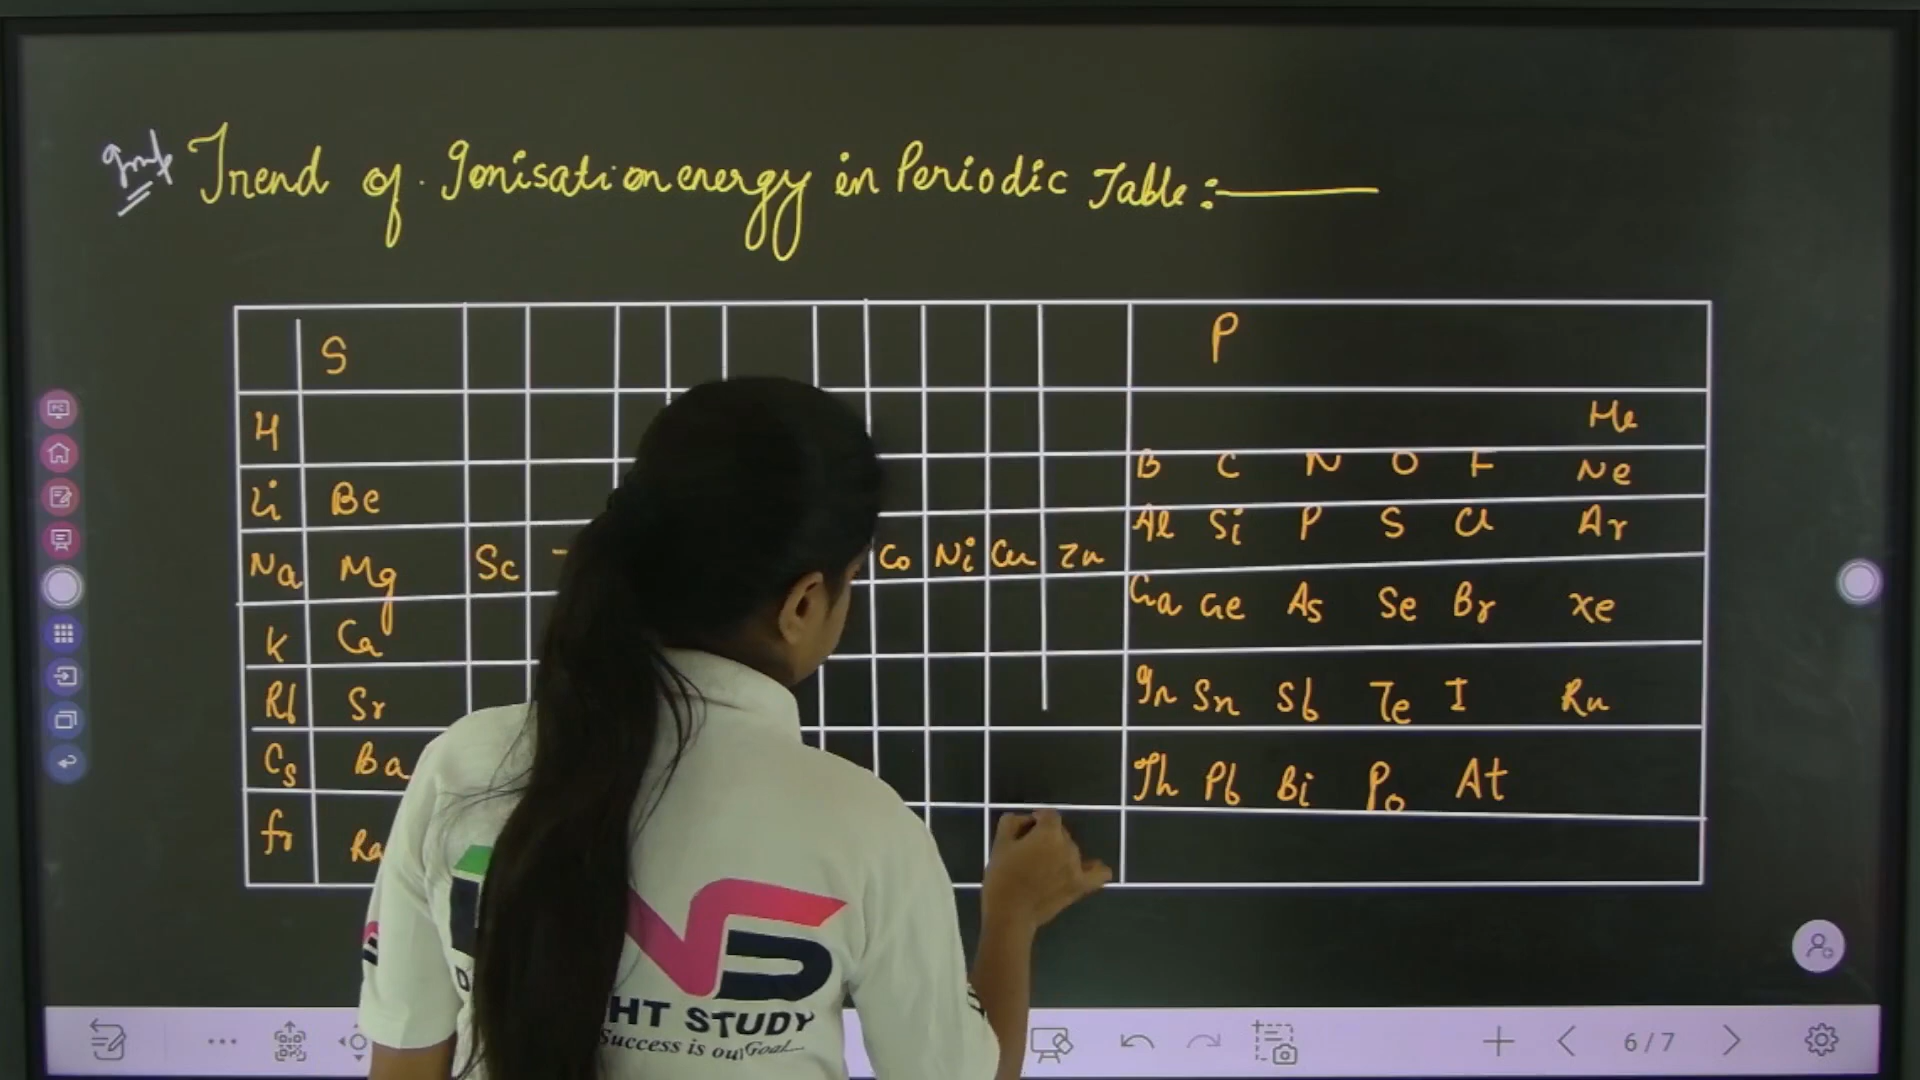 Imp Trend of Ionisation energy in Periodic Table:
S P
H He
Li Be B C N O F Ne
Na Mg Sc Co Ni Cu Zn Al Si P S Cl Ar
K Ca Ga Ge As Se Br Xe
Rb Sr In Sn Sb Te I Rn
Cs Ba Th Pb Bi Po At
fr Ra
HT STUDY
Success is our Goal...
6/7